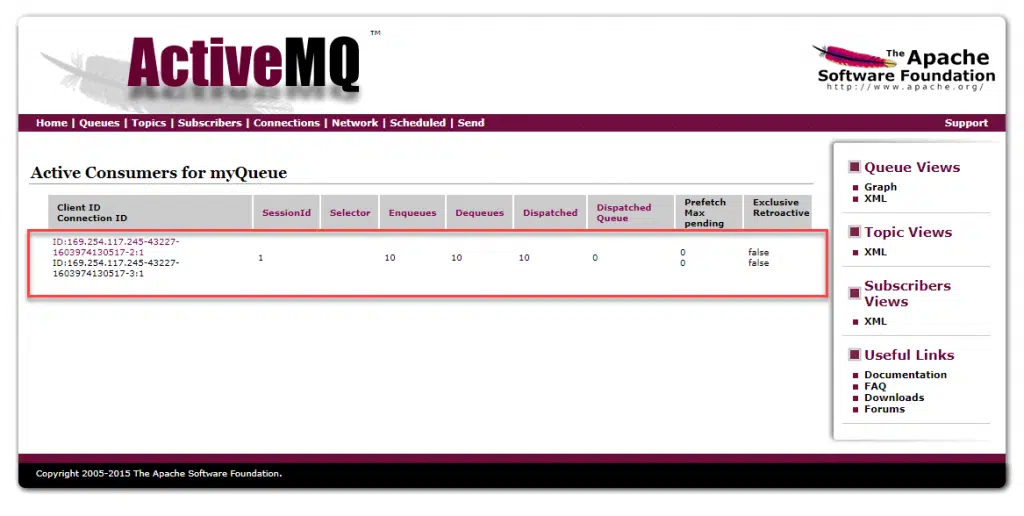 ActiveMQ™
The Apache
Software Foundation
http://www.apache.org/
Home | Queues | Topics | Subscribers | Connections | Network | Scheduled | Send
Support
Active Consumers for myQueue
Client ID
Connection ID
SessionId
Selector
Enqueues
Dequeues
Dispatched
Dispatched
Queue
Prefetch
Max
pending
Exclusive
Retroactive
ID:169.254.117.245-43227-
1603974130517-2:1
ID:169.254.117.245-43227-
1603974130517-3:1
1
10
10
10
0
0
0
false
false
Queue Views
Graph
XML
Topic Views
XML
Subscribers
Views
XML
Useful Links
Documentation
FAQ
Downloads
Forums
Copyright 2005-2015 The Apache Software Foundation.